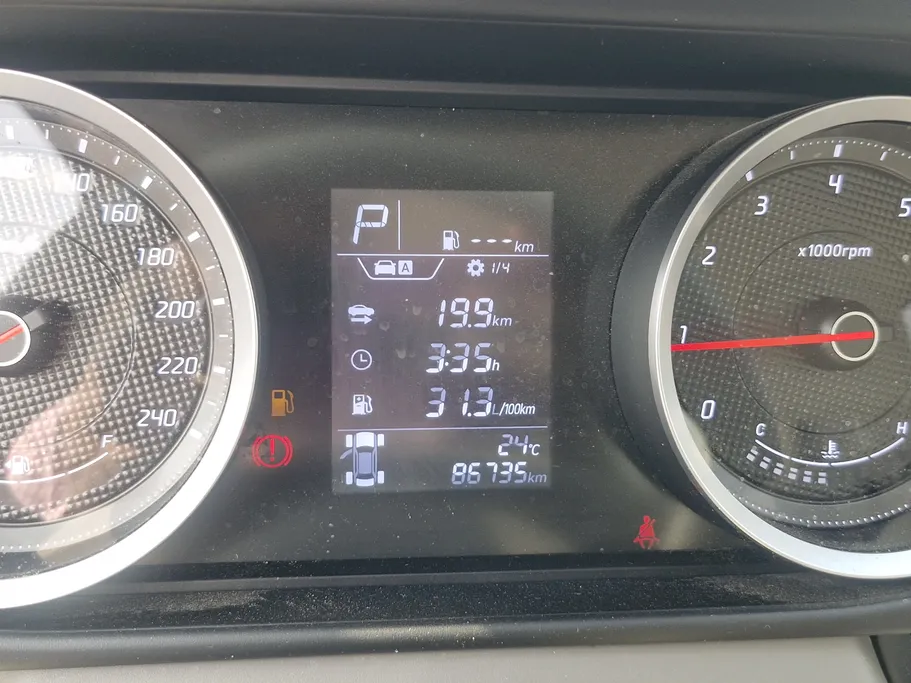 160
180
200
220
240
F
P
--- km
A
1/4
19.9 km
3:35 h
31.3 L/100km
24°C
86735 km
5
4
3
2
1
0
x1000rpm
C
H